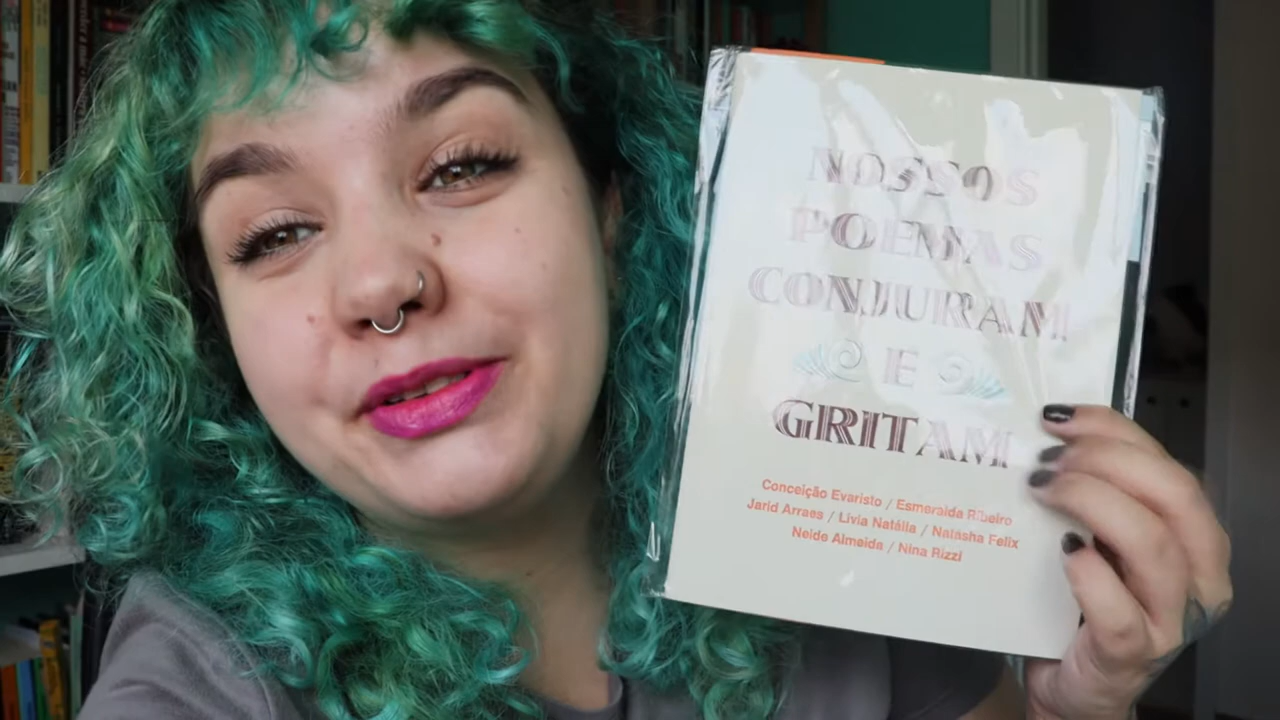 NOSSOS
POEMAS
CONJURAM
E
GRITAM
Conceição Evaristo / Esmeralda Ribeiro
Jarid Arraes / Lívia Natália / Natasha Felix
Neide Almeida / Nina Rizzi